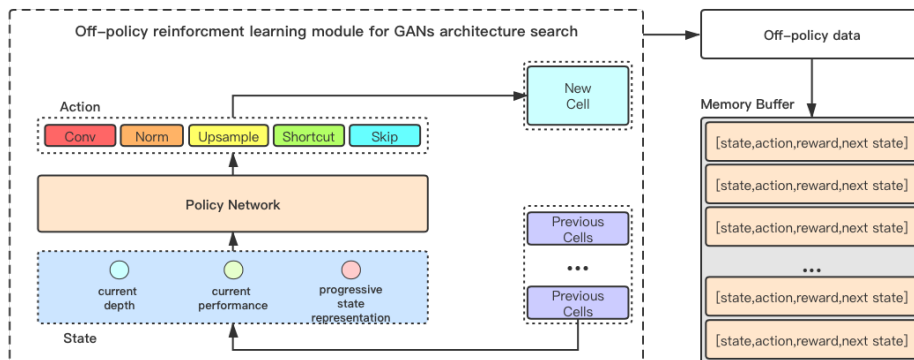 Off-policy reinforcment learning module for GANs architecture search
Off-policy data
New
Cell
Action
Memory Buffer
Conv
Norm
Upsample
Shortcut
Skip
[state,action,reward,next state]
[state,action,reward,next state]
[state,action,reward,next state]
...
[state,action,reward,next state]
[state,action,reward,next state]
Policy Network
Previous
Cells
...
Previous
Cells
current
depth
current
performance
progressive
state
representation
State